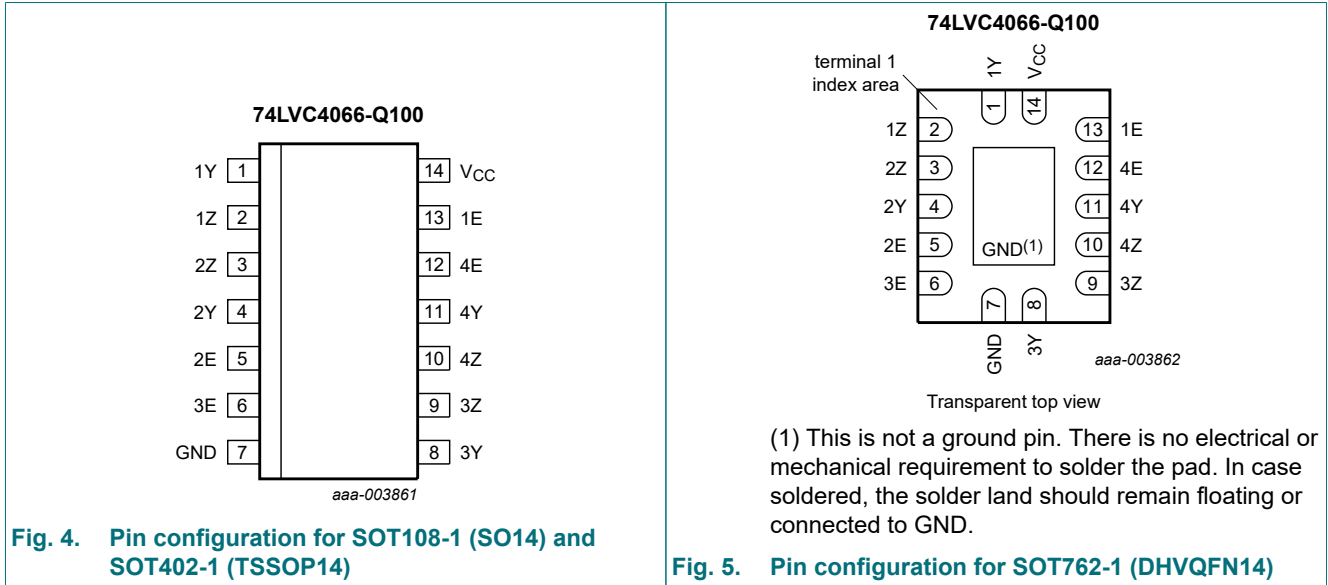 74LVC4066-Q100
1Y 1
1Z 2
2Z 3
2Y 4
2E 5
3E 6
GND 7
14 VCC
13 1E
12 4E
11 4Y
10 4Z
9 3Z
8 3Y
aaa-003861
Fig. 4. Pin configuration for SOT108-1 (SO14) and
SOT402-1 (TSSOP14)
74LVC4066-Q100
terminal 1
index area
1Y
VCC
1
14
1Z 2
2Z 3
2Y 4
2E 5
3E 6
13 1E
12 4E
11 4Y
10 4Z
9 3Z
GND(1)
7
8
GND
3Y
aaa-003862
Transparent top view
(1) This is not a ground pin. There is no electrical or
mechanical requirement to solder the pad. In case
soldered, the solder land should remain floating or
connected to GND.
Fig. 5. Pin configuration for SOT762-1 (DHVQFN14)